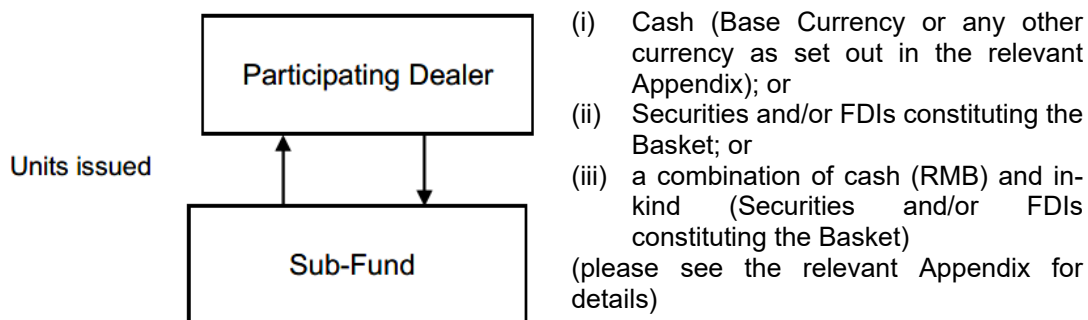 Participating Dealer
Units issued
Sub-Fund
(i) Cash (Base Currency or any other
currency as set out in the relevant
Appendix); or
(ii) Securities and/or FDIs constituting the
Basket; or
(iii) a combination of cash (RMB) and in-
kind (Securities and/or FDIs
constituting the Basket)
(please see the relevant Appendix for
details)